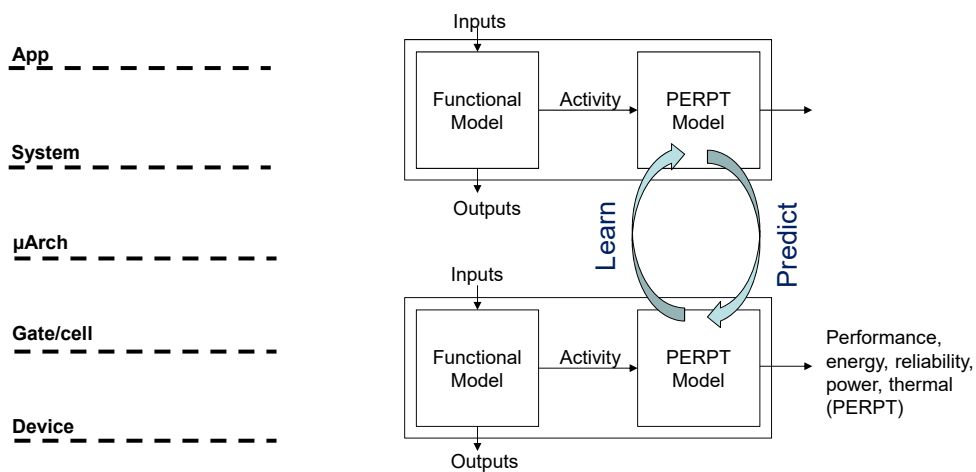 App
System
µArch
Gate/cell
Device
Inputs
Functional
Model
Activity
PERPT
Model
Outputs
Learn
Predict
Inputs
Functional
Model
Activity
PERPT
Model
Outputs
Performance,
energy, reliability,
power, thermal
(PERPT)